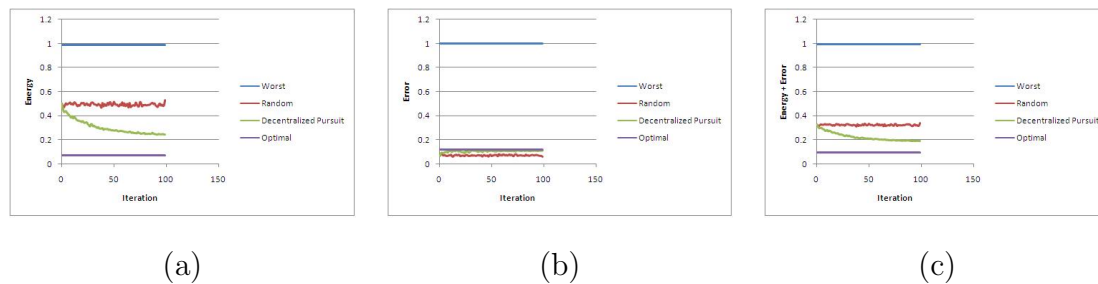 1.2
1
0.8
0.6
0.4
0.2
0
Energy
0 50 100 150
Iteration
Worst
Random
Decentralized Pursuit
Optimal
(a)
1.2
1
0.8
0.6
0.4
0.2
0
Error
0 50 100 150
Iteration
Worst
Random
Decentralized Pursuit
Optimal
(b)
1.2
1
0.8
0.6
0.4
0.2
0
Energy + Error
0 50 100 150
Iteration
Worst
Random
Decentralized Pursuit
Optimal
(c)